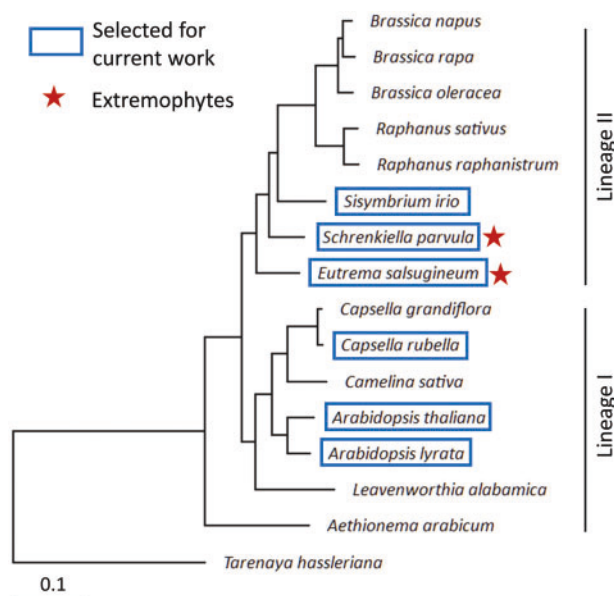 Selected for
current work
Extremophytes
Brassica napus
Brassica rapa
Brassica oleracea
Raphanus sativus
Raphanus raphanistrum
Sisymbrium irio
Schrenkiella parvula
Eutrema salsugineum
Lineage II
Capsella grandiflora
Capsella rubella
Camelina sativa
Arabidopsis thaliana
Arabidopsis lyrata
Leavenworthia alabamica
Aethionema arabicum
Lineage I
Tarenaya hassleriana
0.1